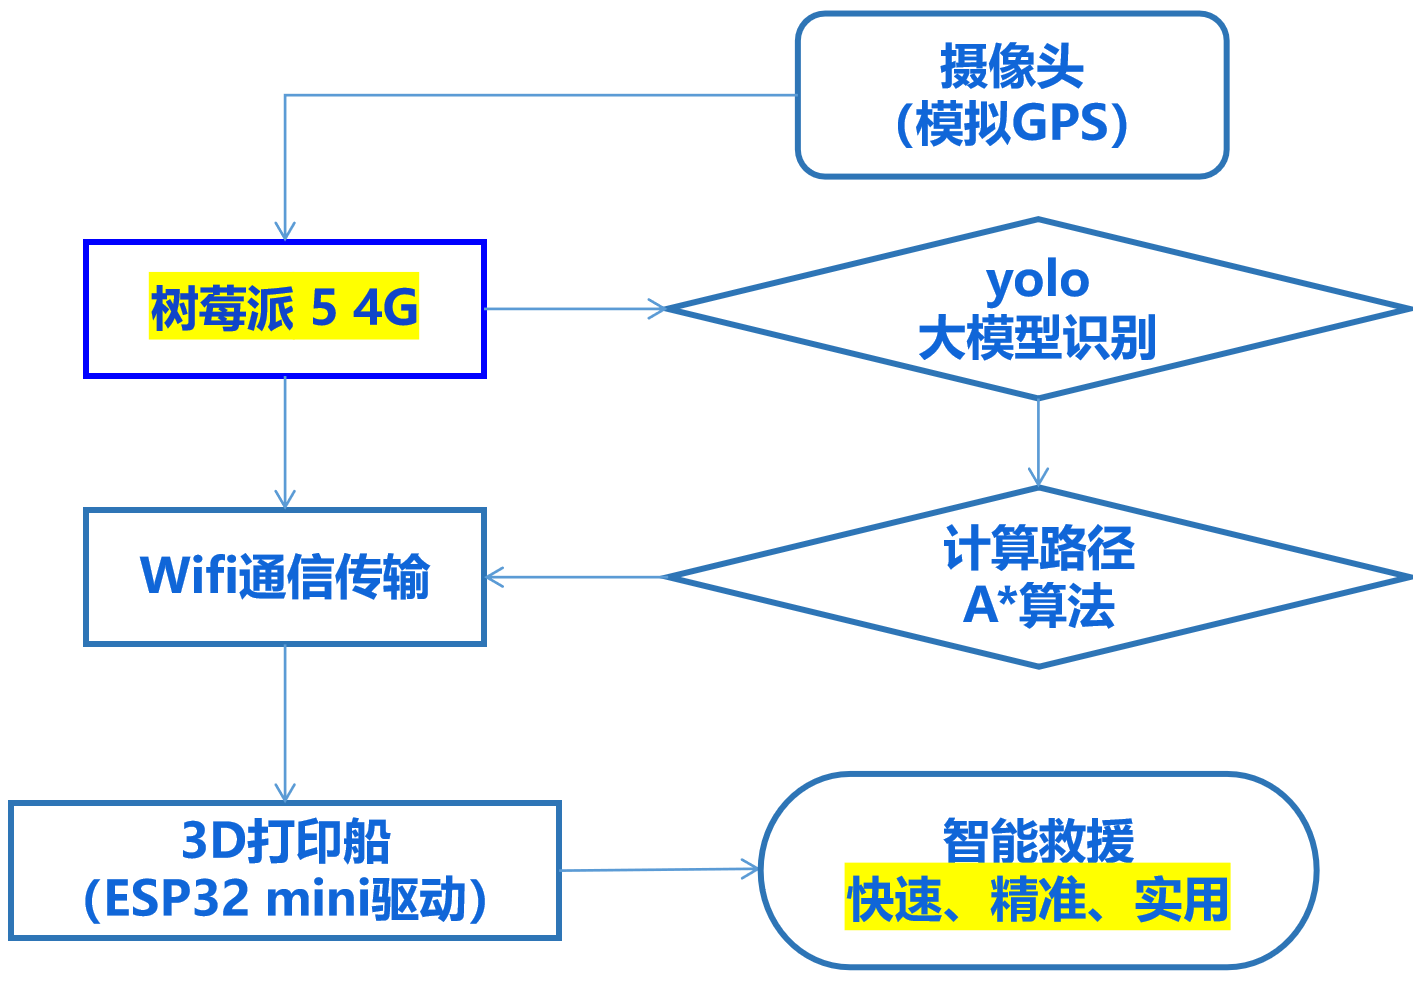 摄像头
（模拟GPS）
树莓派 5 4G
yolo
大模型识别
Wifi通信传输
计算路径
A*算法
3D打印船
（ESP32 mini驱动）
智能救援
快速、精准、实用